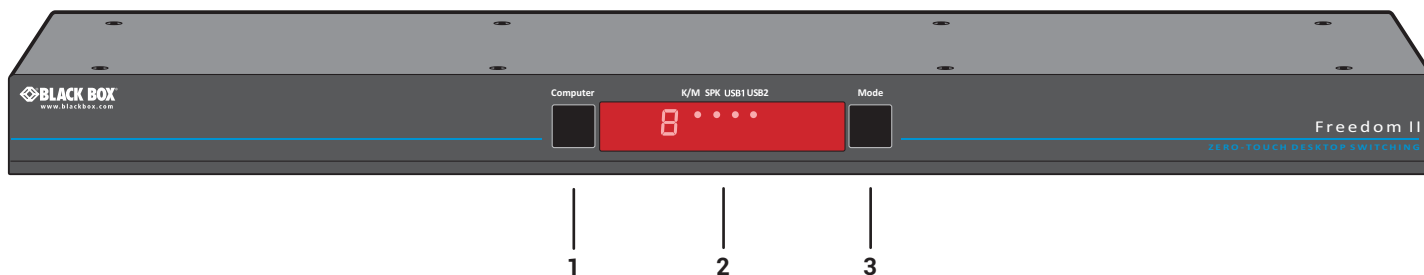 BLACK BOX
www.blackbox.com
Computer
K/M SPK USB1 USB2
8
Mode
Freedom II
ZERO-TOUCH DESKTOP SWITCHING
1 2 3